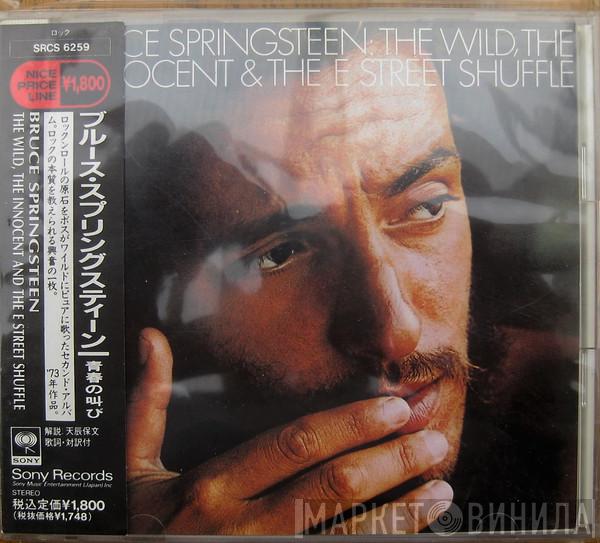 ロック
SRCS 6259
NICE
PRICE
LINE
¥1,800
CE SPRINGSTEEN: THE WILD, THE
OCENT & THE E STREET SHUFFLE
ブルース・スプリングスティーン
青春の叫び
ロックンロールの原石をボスがワイルドにピュアに歌ったセカンド・アルバ
ム。ロックの本質を教えられる興奮の一枚。
'73年作品。
BRUCE SPRINGSTEEN
THE WILD, THE INNOCENT AND THE E STREET SHUFFLE
解説: 天辰保文
歌詞・対訳付
SONY
Sony Records
Sony Music Entertainment (Japan) Inc
STEREO
税込定価¥1,800
(税抜価格¥1,748)
МАРКЕТ ВИНИЛА